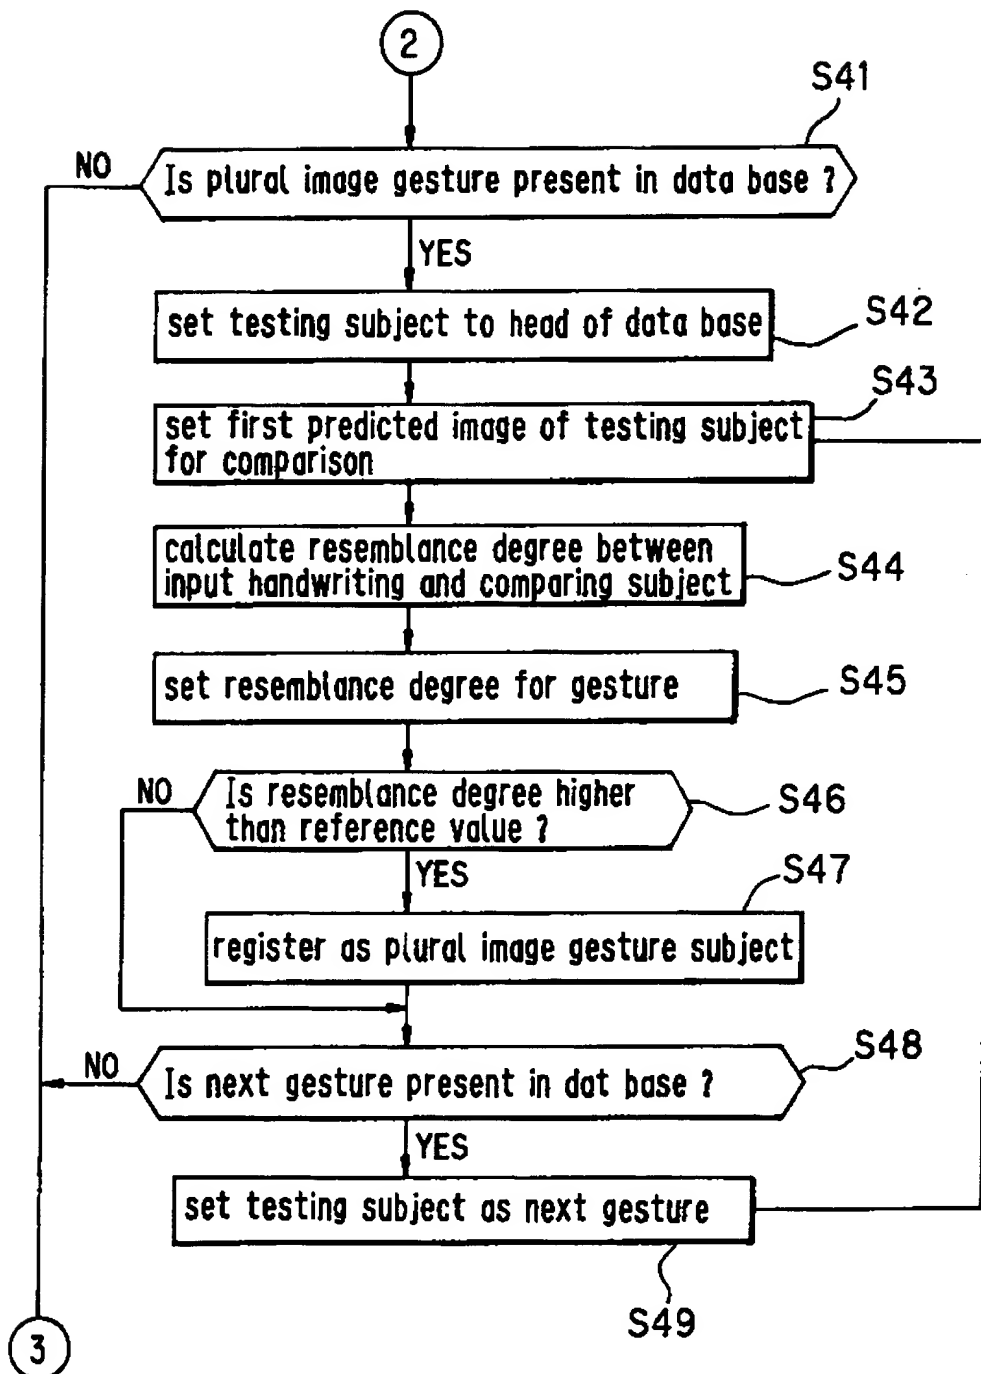 2
S41
NO
Is plural image gesture present in data base ?
YES
set testing subject to head of data base
S42
S43
set first predicted image of testing subject
for comparison
calculate resemblance degree between
input handwriting and comparing subject
S44
set resemblance degree for gesture
S45
NO
Is resemblance degree higher
than reference value ?
S46
YES
S47
register as plural image gesture subject
S48
NO
Is next gesture present in dat base ?
YES
set testing subject as next gesture
S49
3